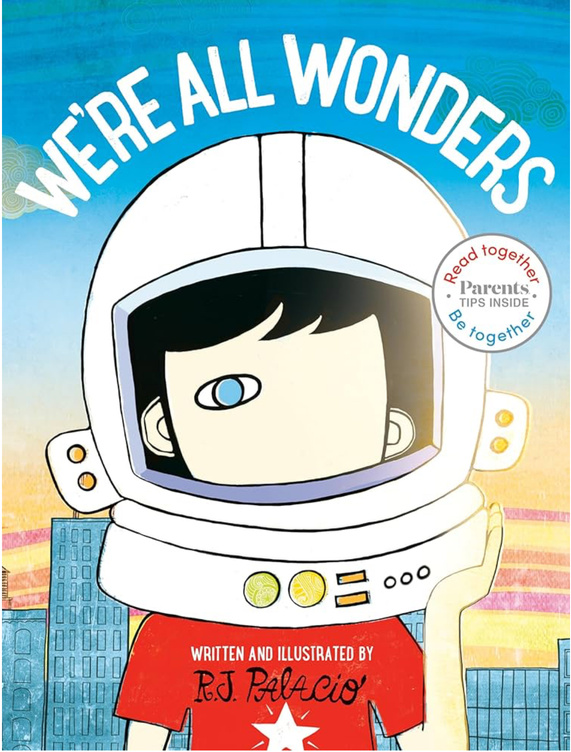 WE'RE ALL WONDERS
Read together
Parents
TIPS INSIDE
Be together
WRITTEN AND ILLUSTRATED BY
R.J. PALACIO